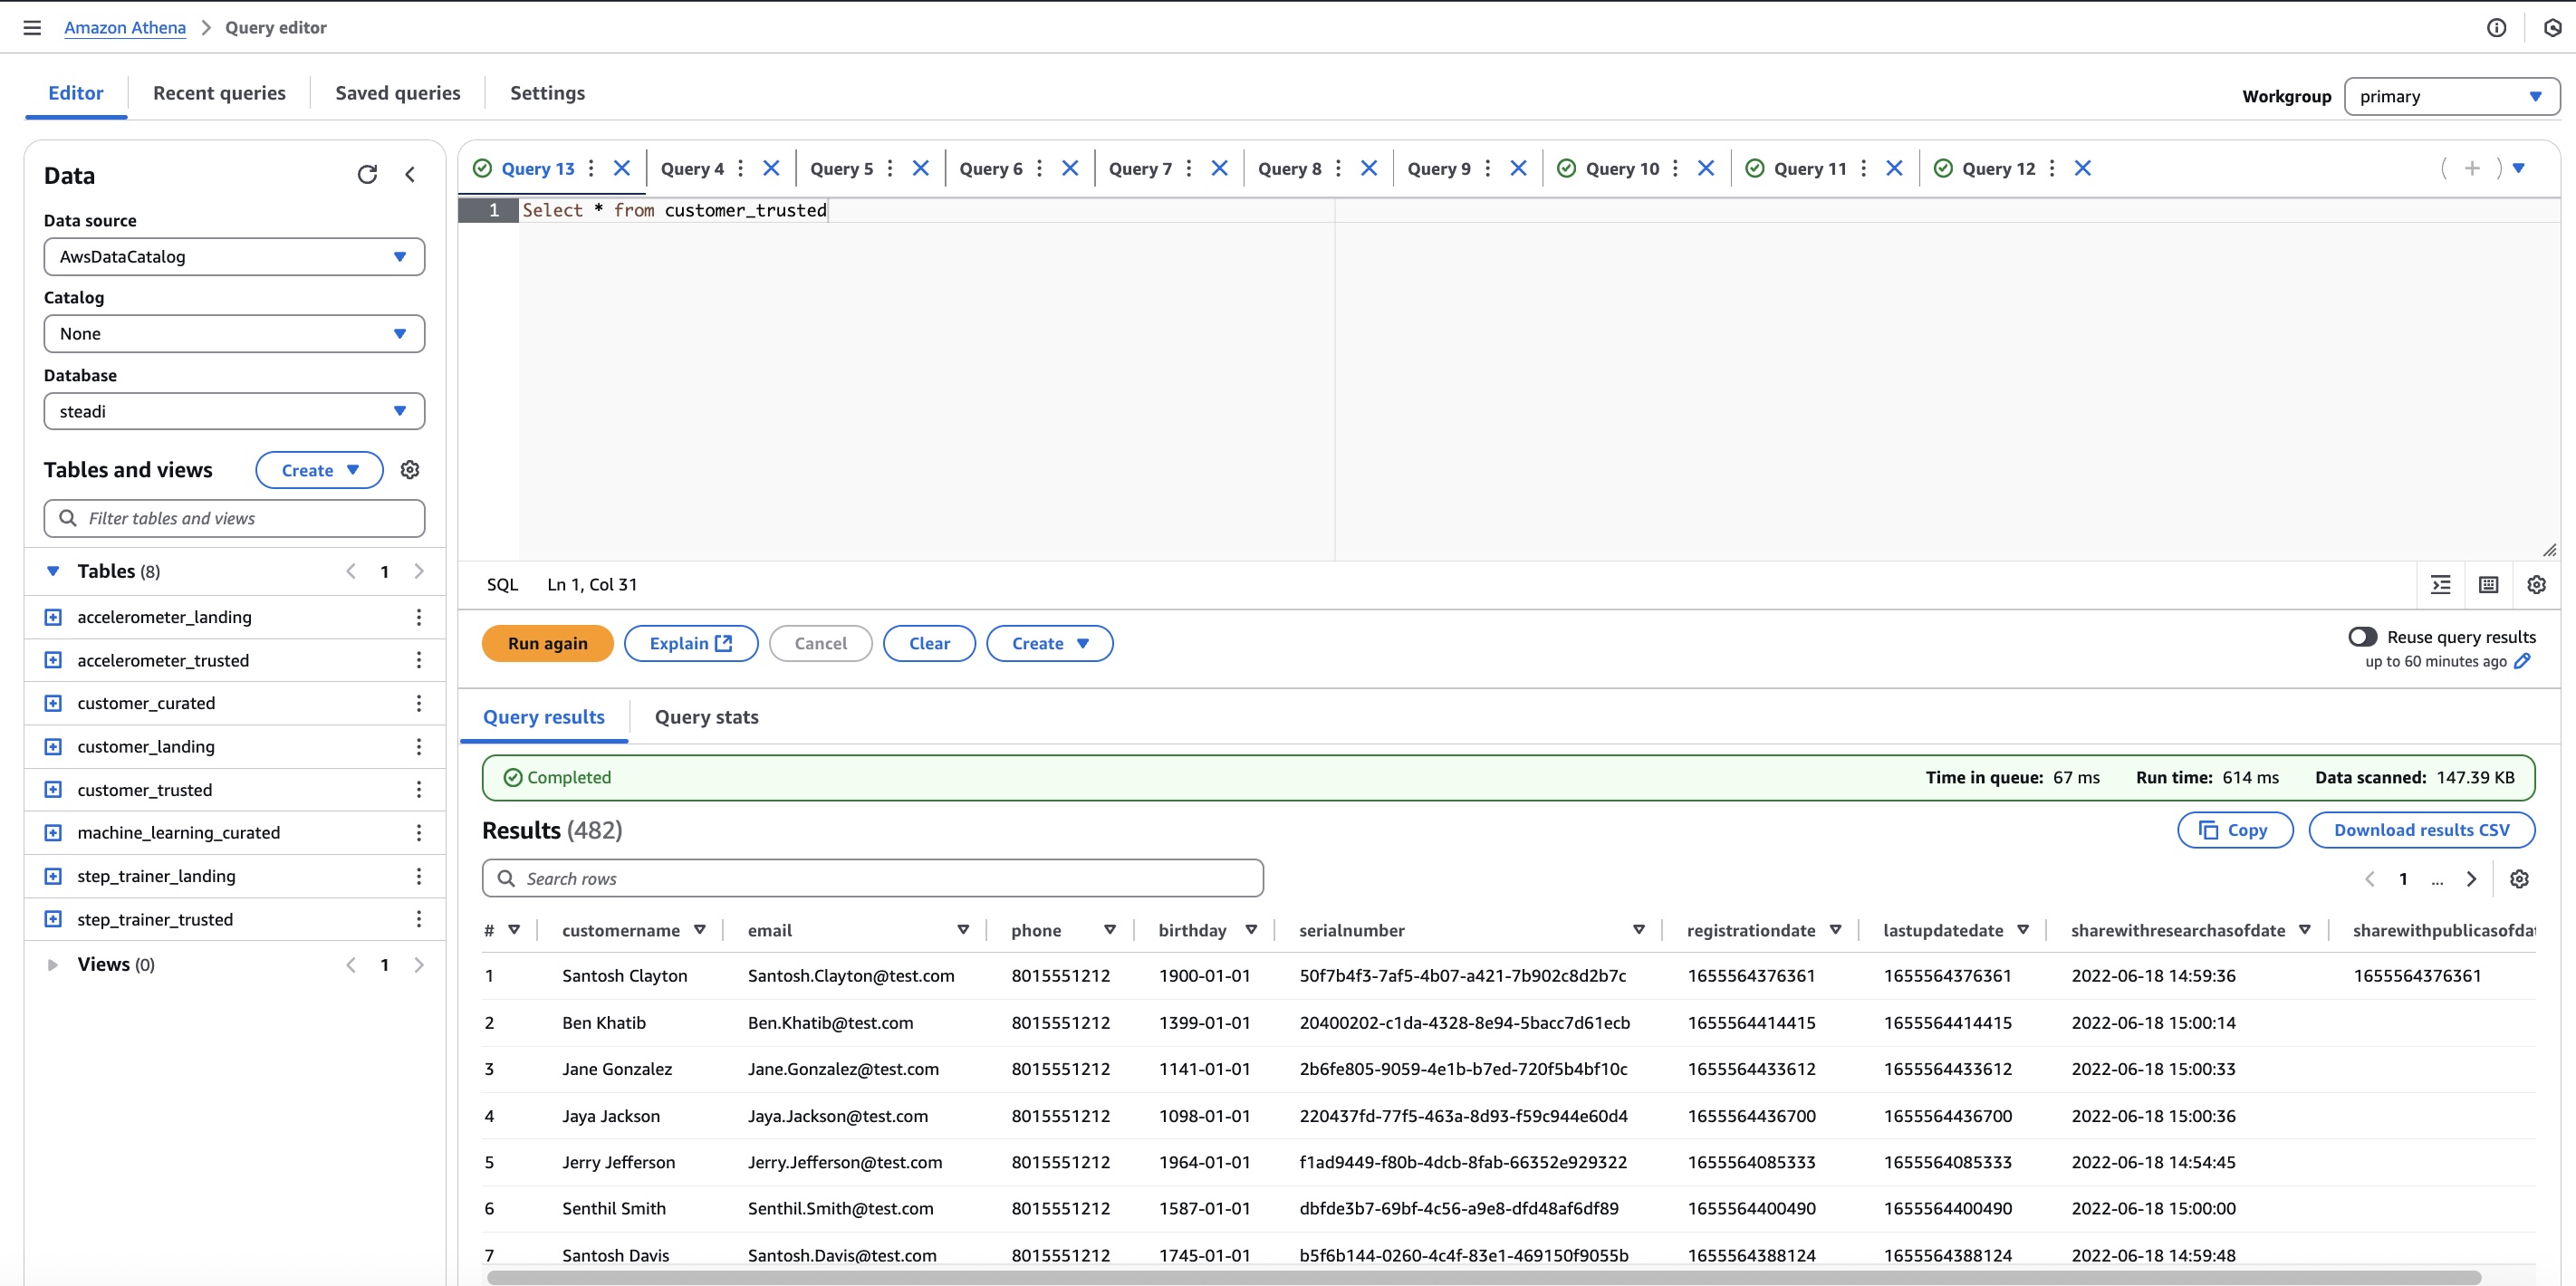 Amazon Athena > Query editor
Editor Recent queries Saved queries Settings
Workgroup primary
Data
Data source
AwsDataCatalog
Catalog
None
Database
steadi
Tables and views Create
Filter tables and views
Tables (8) < 1 >
accelerometer_landing
accelerometer_trusted
customer_curated
customer_landing
customer_trusted
machine_learning_curated
step_trainer_landing
step_trainer_trusted
Views (0) < 1 >
Query 13 Query 4 Query 5 Query 6 Query 7 Query 8 Query 9 Query 10 Query 11 Query 12
1 Select * from customer_trusted
SQL Ln 1, Col 31
Run again Explain Cancel Clear Create
Reuse query results
up to 60 minutes ago
Query results Query stats
Completed Time in queue: 67 ms Run time: 614 ms Data scanned: 147.39 KB
Results (482) Copy Download results CSV
Search rows < 1 ... >
# customername email phone birthday serialnumber registrationdate lastupdatedate sharewithresearchasofdate sharewithpublicasofdat
1 Santosh Clayton Santosh.Clayton@test.com 8015551212 1900-01-01 50f7b4f3-7af5-4b07-a421-7b902c8d2b7c 1655564376361 1655564376361 2022-06-18 14:59:36 1655564376361
2 Ben Khatib Ben.Khatib@test.com 8015551212 1399-01-01 20400202-c1da-4328-8e94-5bacc7d61ecb 1655564414415 1655564414415 2022-06-18 15:00:14
3 Jane Gonzalez Jane.Gonzalez@test.com 8015551212 1141-01-01 2b6fe805-9059-4e1b-b7ed-720f5b4bf10c 1655564433612 1655564433612 2022-06-18 15:00:33
4 Jaya Jackson Jaya.Jackson@test.com 8015551212 1098-01-01 220437fd-77f5-463a-8d93-f59c944e60d4 1655564436700 1655564436700 2022-06-18 15:00:36
5 Jerry Jefferson Jerry.Jefferson@test.com 8015551212 1964-01-01 f1ad9449-f80b-4dcb-8fab-66352e929322 1655564085333 1655564085333 2022-06-18 14:54:45
6 Senthil Smith Senthil.Smith@test.com 8015551212 1587-01-01 dbfde3b7-69bf-4c56-a9e8-dfd48af6df89 1655564400490 1655564400490 2022-06-18 15:00:00
7 Santosh Davis Santosh.Davis@test.com 8015551212 1745-01-01 b5f6b144-0260-4c4f-83e1-469150f9055b 1655564388124 1655564388124 2022-06-18 14:59:48